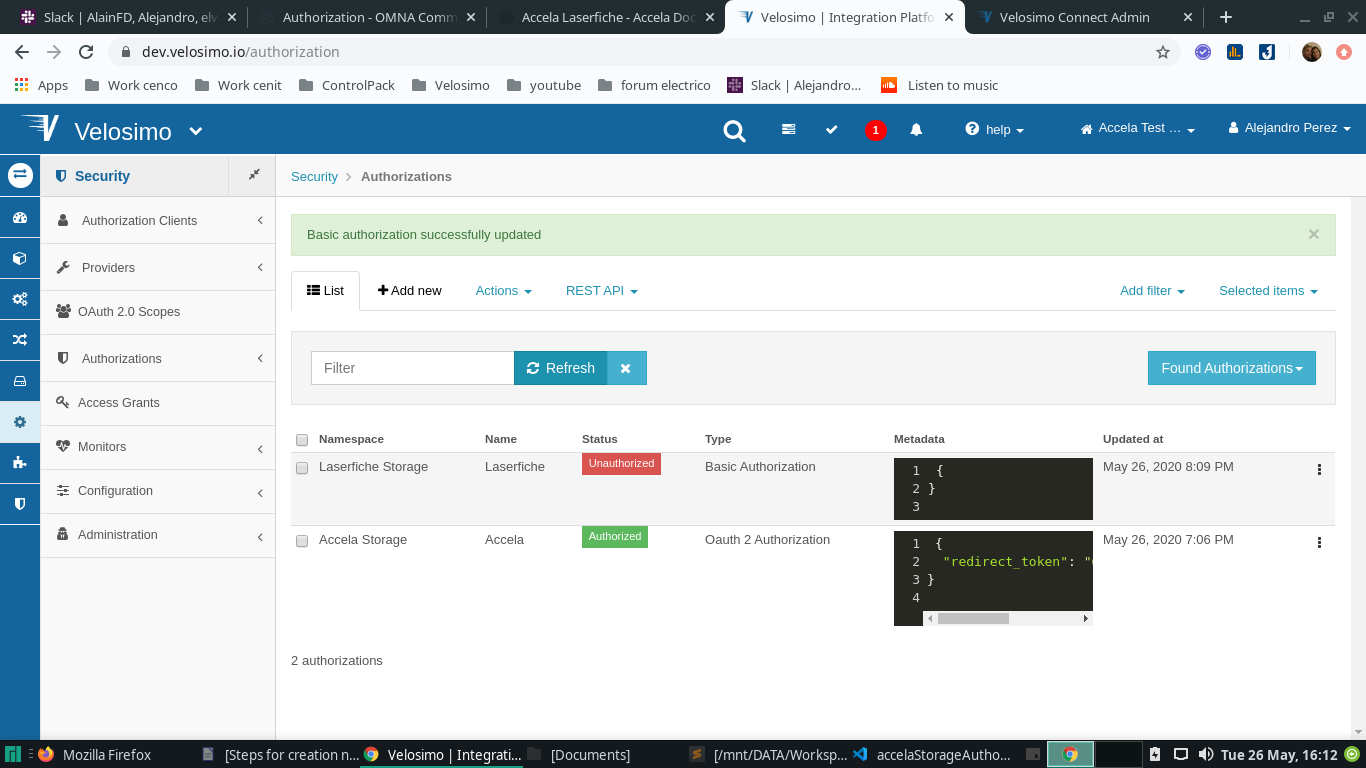 Slack | AlainFD, Alejandro, elv
Authorization - OMNA Comm
Accela Laserfiche - Accela Doc
Velosimo | Integration Platfo
Velosimo Connect Admin
dev.velosimo.io/authorization
Apps
Work cenco
Work cenit
ControlPack
Velosimo
youtube
forum electrico
Slack | Alejandro...
Listen to music
Velosimo
1
help
Accela Test ...
Alejandro Perez
Security
Security
Authorizations
Authorization Clients
Providers
OAuth 2.0 Scopes
Authorizations
Access Grants
Monitors
Configuration
Administration
Basic authorization successfully updated
List
Add new
Actions
REST API
Add filter
Selected items
Filter
Refresh
Found Authorizations
Namespace
Name
Status
Type
Metadata
Updated at
Laserfiche Storage
Laserfiche
Unauthorized
Basic Authorization
1 {
2 }
3
May 26, 2020 8:09 PM
Accela Storage
Accela
Authorized
Oauth 2 Authorization
1 {
2 "redirect_token": "
3 }
4
May 26, 2020 7:06 PM
2 authorizations
Mozilla Firefox
[Steps for creation n...
Velosimo | Integrati...
[Documents]
[/mnt/DATA/Worksp...
accelaStorageAutho...
Tue 26 May, 16:12